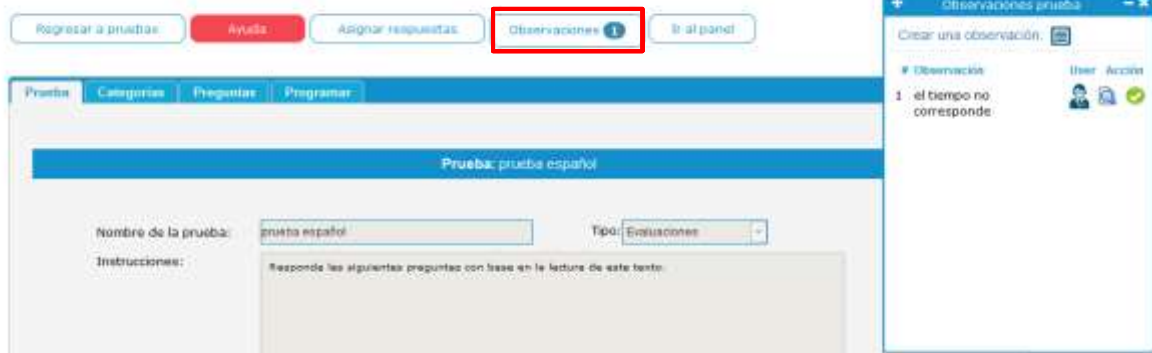 Regresar a pruebas Ayuda Asignar respuestas Observaciones 1 Ir al panel
Prueba Categorías Preguntas Programar
Prueba: prueba español
Nombre de la prueba: prueba español Tipo: Evaluaciones
Instrucciones: Responde las siguientes preguntas con base en la lectura de este texto.
Observaciones prueba
Crear una observación.
# Observación User Acción
1 el tiempo no
corresponde